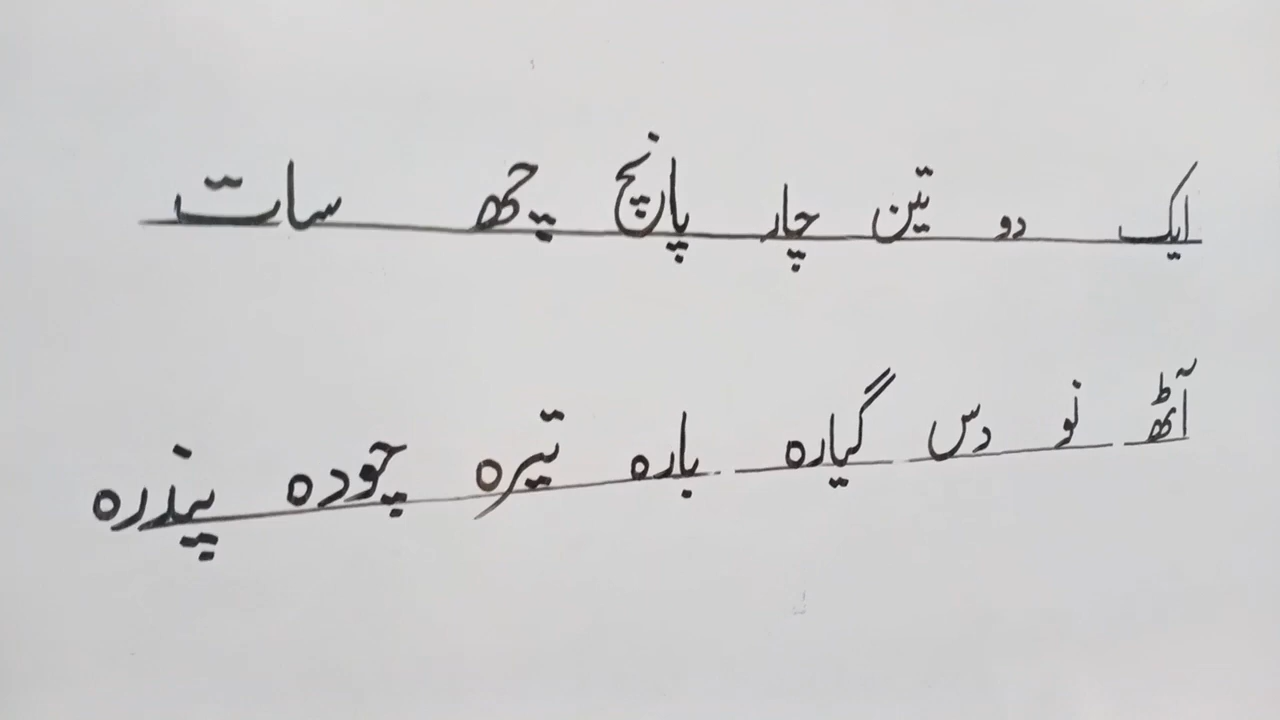 ایک دو تین چار پانچ چھ سات
آٹھ نو دس گیارہ بارہ تیرہ چودہ پندرہ